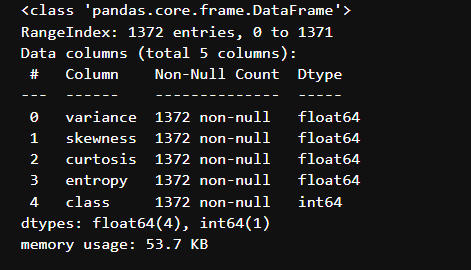 <class 'pandas.core.frame.DataFrame'>
RangeIndex: 1372 entries, 0 to 1371
Data columns (total 5 columns):
 #   Column    Non-Null Count  Dtype
---  ------    --------------  -----
 0   variance  1372 non-null   float64
 1   skewness  1372 non-null   float64
 2   curtosis  1372 non-null   float64
 3   entropy   1372 non-null   float64
 4   class     1372 non-null   int64
dtypes: float64(4), int64(1)
memory usage: 53.7 KB